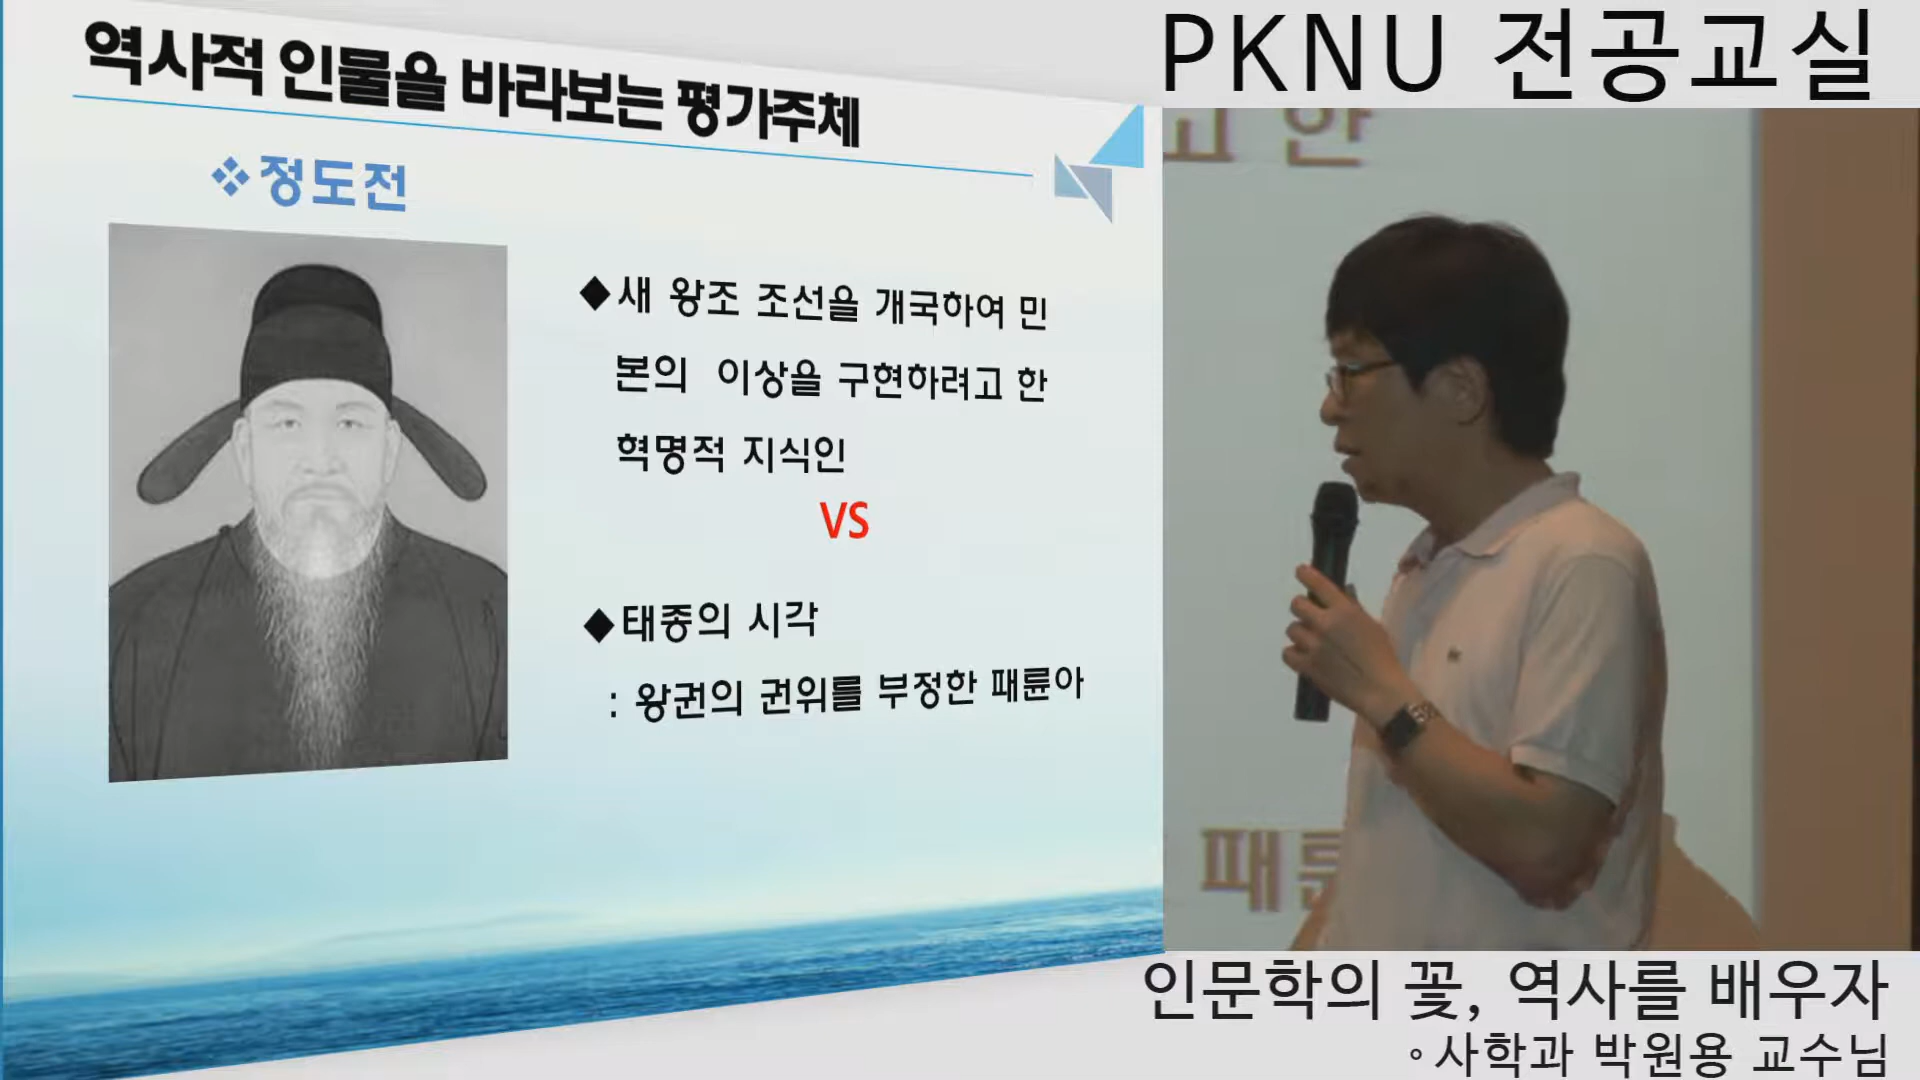 역사적 인물을 바라보는 평가주체
❖정도전
◆새 왕조 조선을 개국하여 민
본의 이상을 구현하려고 한
혁명적 지식인
VS
◆태종의 시각
: 왕권의 권위를 부정한 패륜아
PKNU 전공교실
고 한
패륜
인문학의 꽃, 역사를 배우자
◦사학과 박원용 교수님